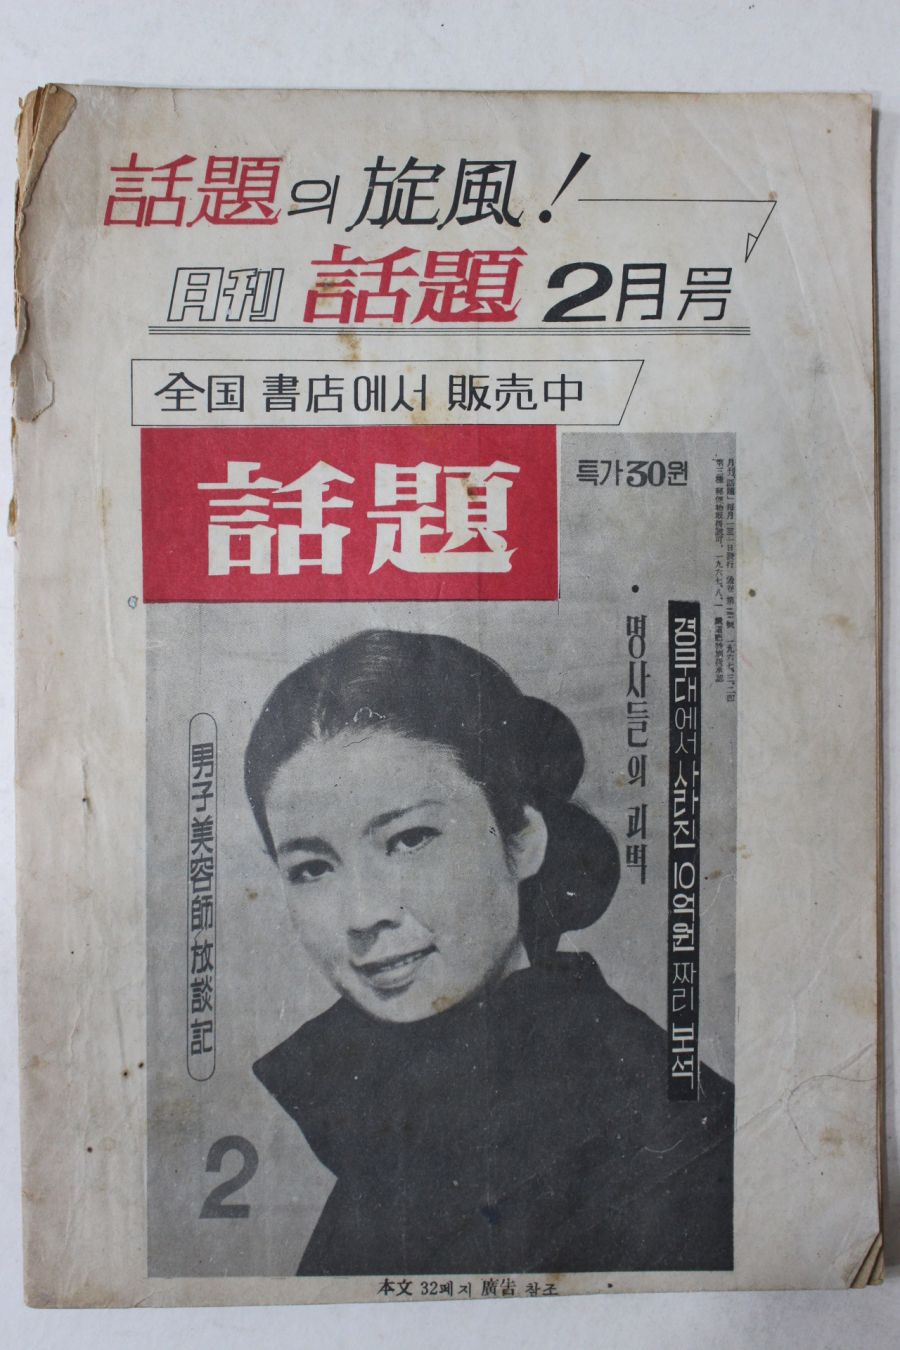 話題의 旋風!
月刊 話題 2月号
全国 書店에서 販売中
話題
특가30원
경무대에서 사라진 10억원 짜리 보석
· 명사들의 괴벽
男子美容師放談記
2
本文 32페지 廣告 참조